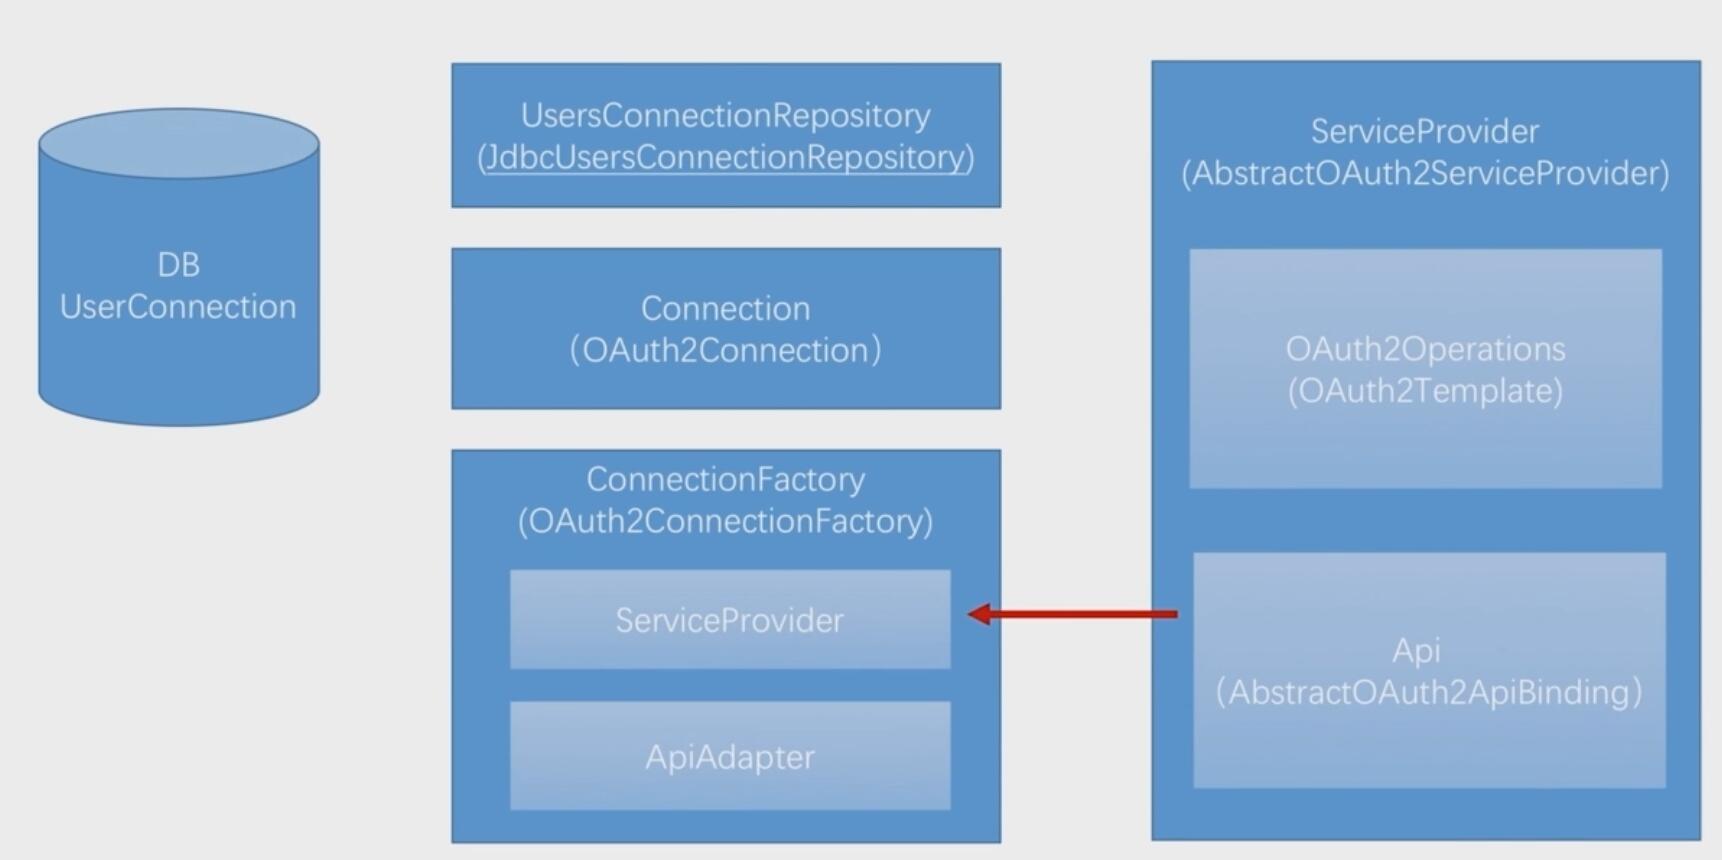 DB
UserConnection
UsersConnectionRepository
(JdbcUsersConnectionRepository)
Connection
（OAuth2Connection）
ConnectionFactory
(OAuth2ConnectionFactory)
ServiceProvider
ApiAdapter
ServiceProvider
(AbstractOAuth2ServiceProvider)
OAuth2Operations
(OAuth2Template)
Api
（AbstractOAuth2ApiBinding）